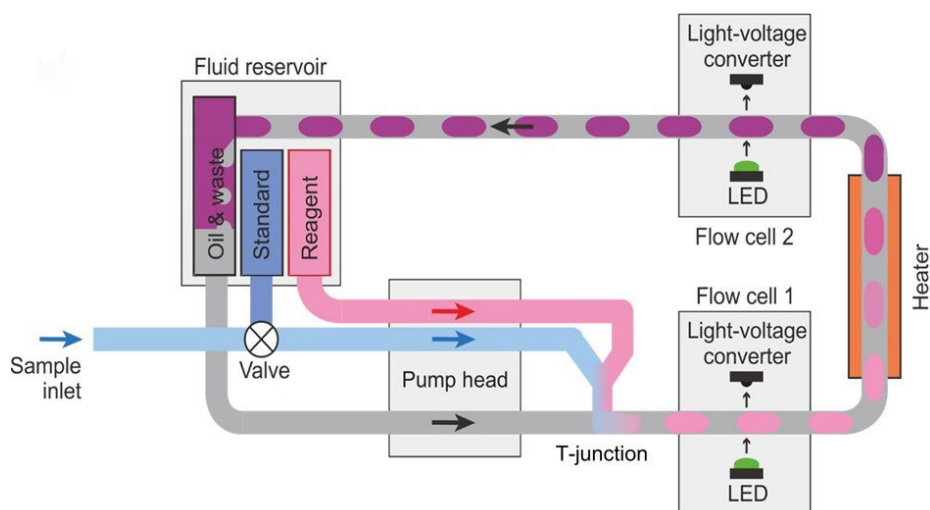 Fluid reservoir
Oil & waste
Standard
Reagent
Sample
inlet
Valve
Pump head
T-junction
Light-voltage
converter
LED
Flow cell 2
Flow cell 1
Light-voltage
converter
LED
Heater